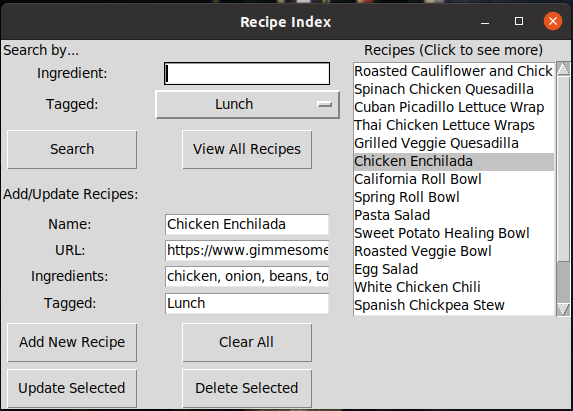 Recipe Index
Search by...
Ingredient:
Tagged:
Lunch
Search
View All Recipes
Add/Update Recipes:
Name:
Chicken Enchilada
URL:
https://www.gimmesome
Ingredients:
chicken, onion, beans, to
Tagged:
Lunch
Add New Recipe
Clear All
Update Selected
Delete Selected
Recipes (Click to see more)
Roasted Cauliflower and Chick
Spinach Chicken Quesadilla
Cuban Picadillo Lettuce Wrap
Thai Chicken Lettuce Wraps
Grilled Veggie Quesadilla
Chicken Enchilada
California Roll Bowl
Spring Roll Bowl
Pasta Salad
Sweet Potato Healing Bowl
Roasted Veggie Bowl
Egg Salad
White Chicken Chili
Spanish Chickpea Stew